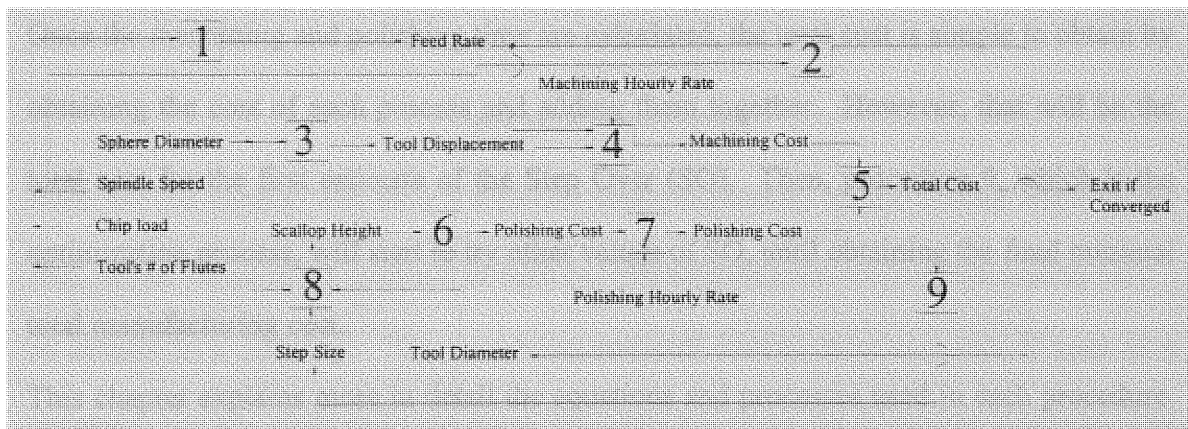 1
Feed Rate
2
Machining Hourly Rate
Sphere Diameter
3
Tool Displacement
4
Machining Cost
Spindle Speed
5
Total Cost
Exit if
Converged
Chip load
Scallop Height
6
Polishing Cost
7
Polishing Cost
Tool's # of Flutes
8
Polishing Hourly Rate
9
Step Size
Tool Diameter